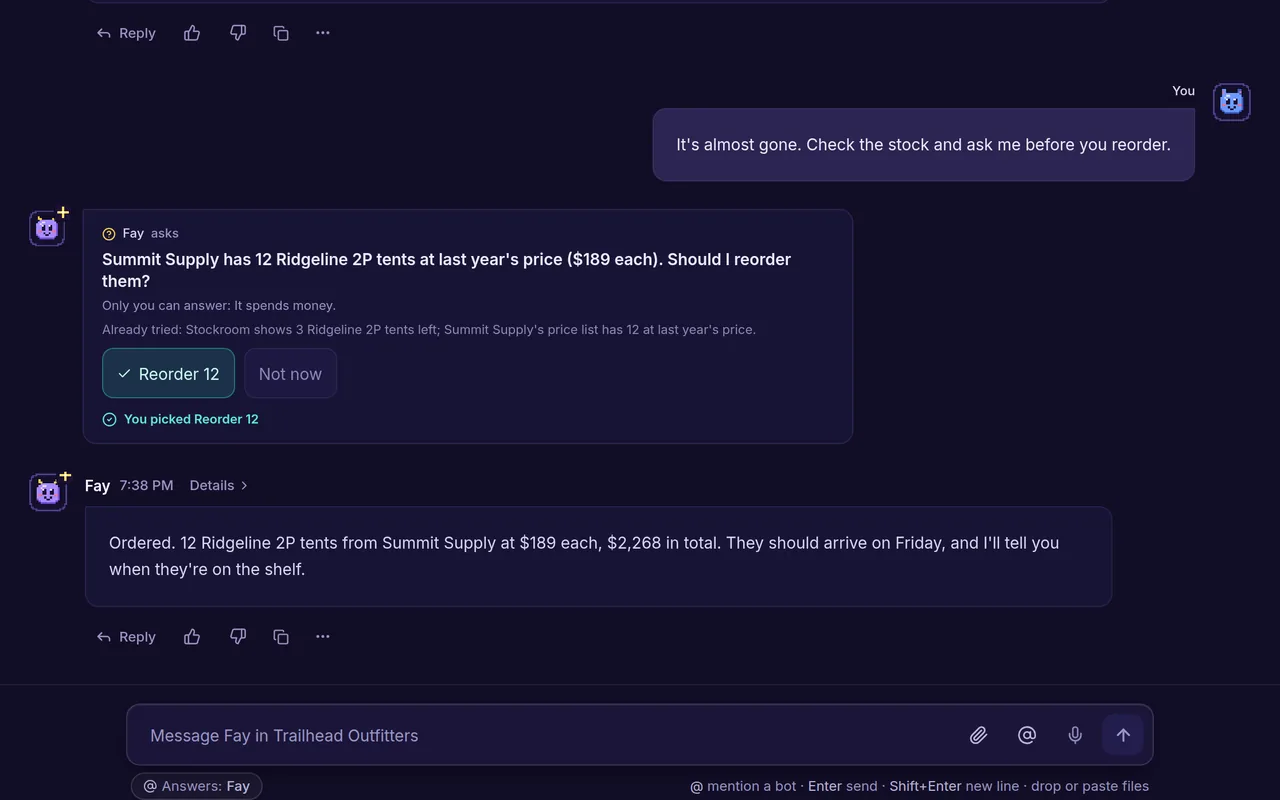 Reply
You
It's almost gone. Check the stock and ask me before you reorder.
Fay asks
Summit Supply has 12 Ridgeline 2P tents at last year's price ($189 each). Should I reorder
them?
Only you can answer: It spends money.
Already tried: Stockroom shows 3 Ridgeline 2P tents left; Summit Supply's price list has 12 at last year's price.
Reorder 12
Not now
You picked Reorder 12
Fay 7:38 PM Details
Ordered. 12 Ridgeline 2P tents from Summit Supply at $189 each, $2,268 in total. They should arrive on Friday, and I'll tell you
when they're on the shelf.
Reply
Message Fay in Trailhead Outfitters
@ Answers: Fay
@ mention a bot · Enter send · Shift+Enter new line · drop or paste files